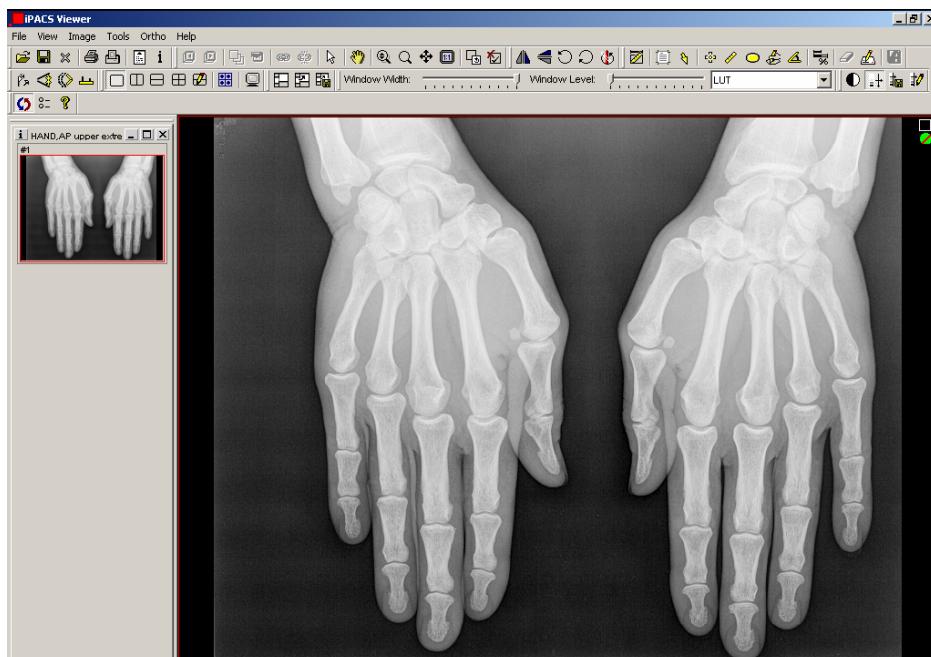 iPACS Viewer
File View Image Tools Ortho Help
Window Width: Window Level: LUT
HAND,AP upper extre
#1